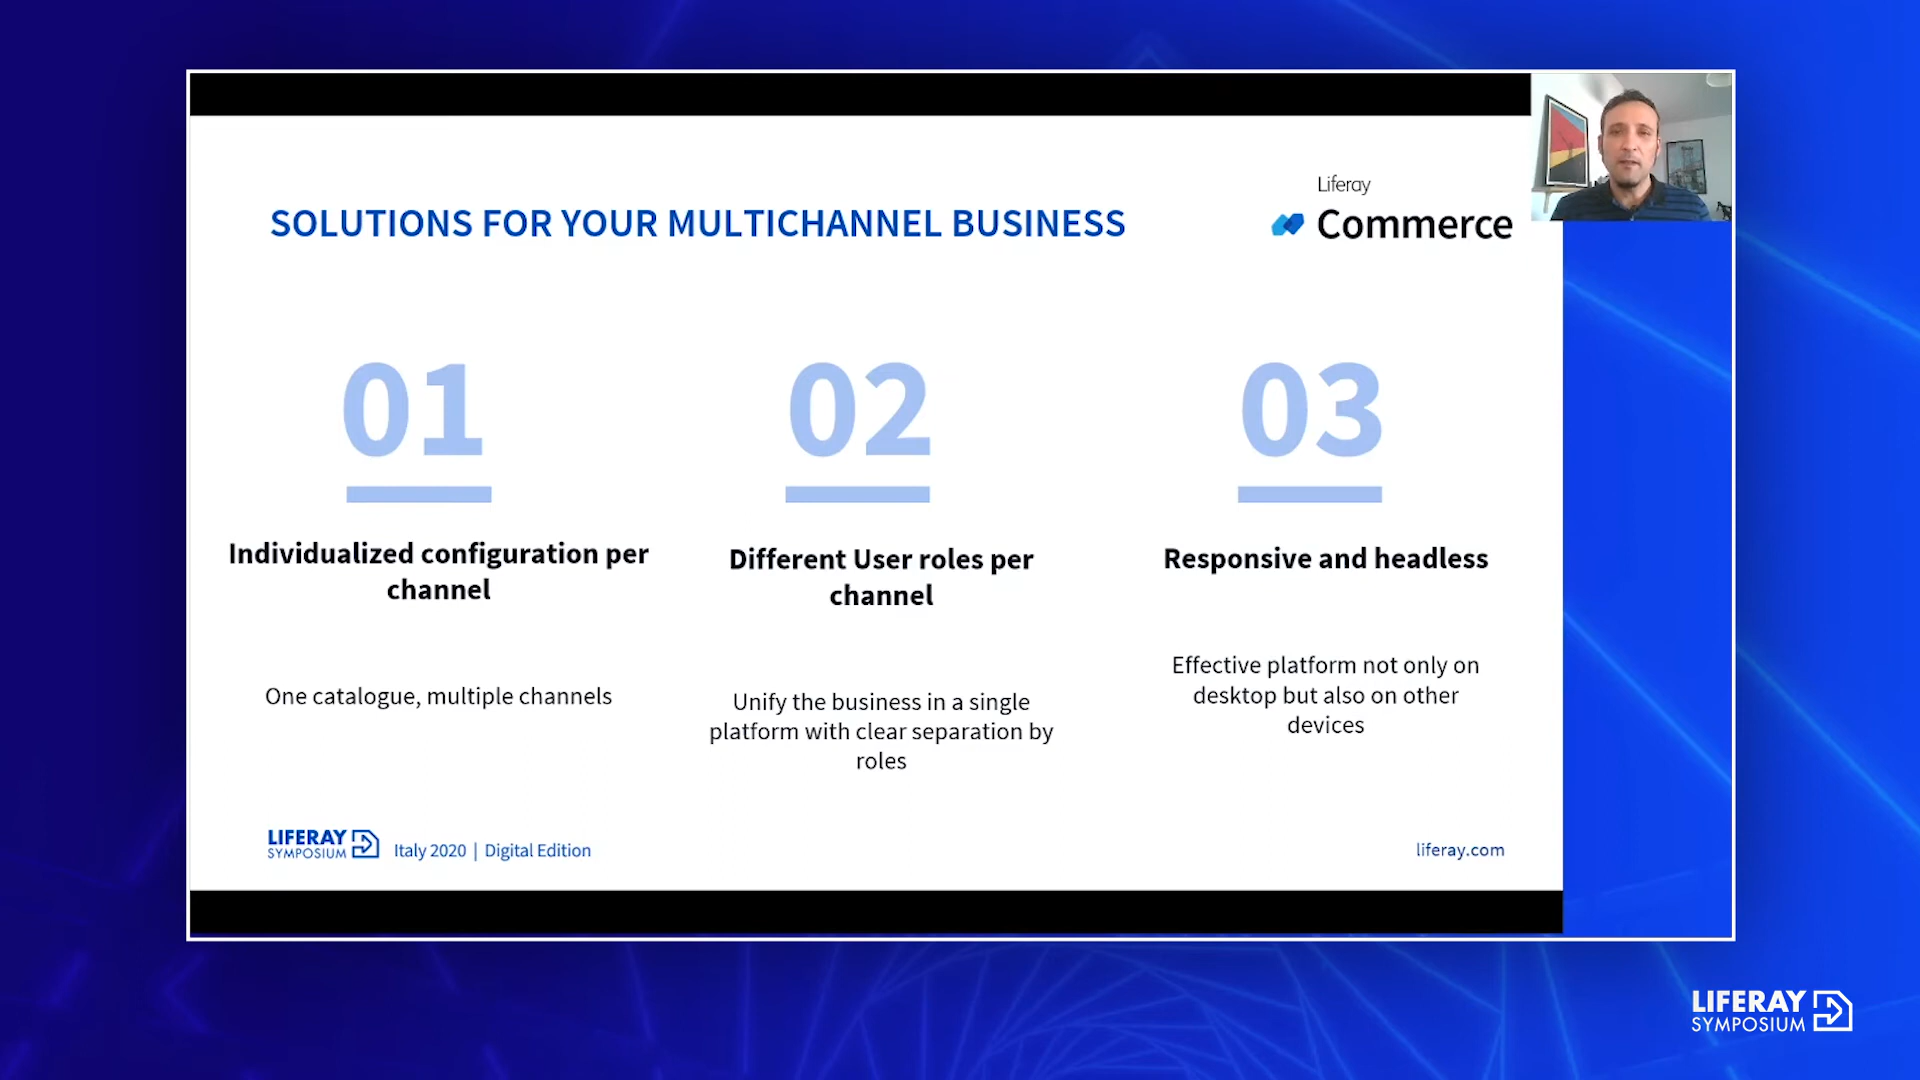 SOLUTIONS FOR YOUR MULTICHANNEL BUSINESS
Liferay
Commerce
01
Individualized configuration per
channel
One catalogue, multiple channels
02
Different User roles per
channel
Unify the business in a single
platform with clear separation by
roles
03
Responsive and headless
Effective platform not only on
desktop but also on other
devices
LIFERAY
SYMPOSIUM
Italy 2020 | Digital Edition
liferay.com
LIFERAY
SYMPOSIUM